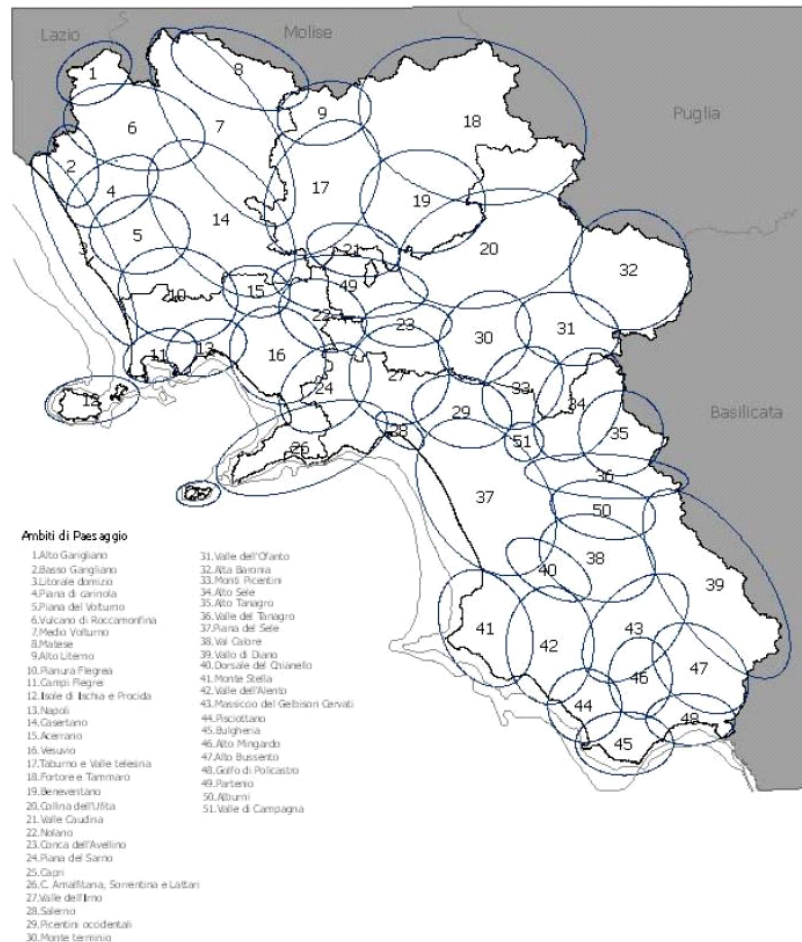 Lazio
Molise
Puglia
Basilicata
1
8
6
7
9
18
2
4
17
19
3
5
14
20
21
32
10
15
49
22
23
30
31
11
13
16
24
27
33
34
12
29
28
51
35
26
36
37
50
38
40
39
41
42
43
46
47
44
48
45
Ambiti di Paesaggio
1.Alto Garigliano
2.Basso Garigliano
3.Litorale domizio
4.Piana di carinola
5.Piana del Volturno
6.Vulcano di Roccamonfina
7.Medio Volturno
8.Matese
9.Alto Literno
10.Pianura Flegrea
11.Campi Flegrei
12.Isole di Ischia e Procida
13.Napoli
14.Casertano
15.Acerrano
16.Vesuvio
17.Taburno e Valle telesina
18.Fortore e Tammaro
19.Beneventano
20.Collina dell'Ufita
21.Valle Caudina
22.Nolano
23.Conca dell'Avellino
24.Piana del Sarno
25.Capri
26.C. Amalfitana, Sorrentina e Lattari
27.Valle dell'Irno
28.Salerno
29.Picentini occidentali
30.Monte terminio
31.Valle dell'Ofanto
32.Alta Baronia
33.Monti Picentini
34.Alto Sele
35.Alto Tanagro
36.Valle del Tanagro
37.Piana del Sele
38.Val Calore
39.Vallo di Diano
40.Dorsale del Chianello
41.Monte Stella
42.Valle dell'Alento
43.Massiccio del Gelbison Cervati
44.Pisciottano
45.Bulgheria
46.Alto Mingardo
47.Alto Bussento
48.Golfo di Policastro
49.Partenio
50.Alburni
51.Valle di Campagna